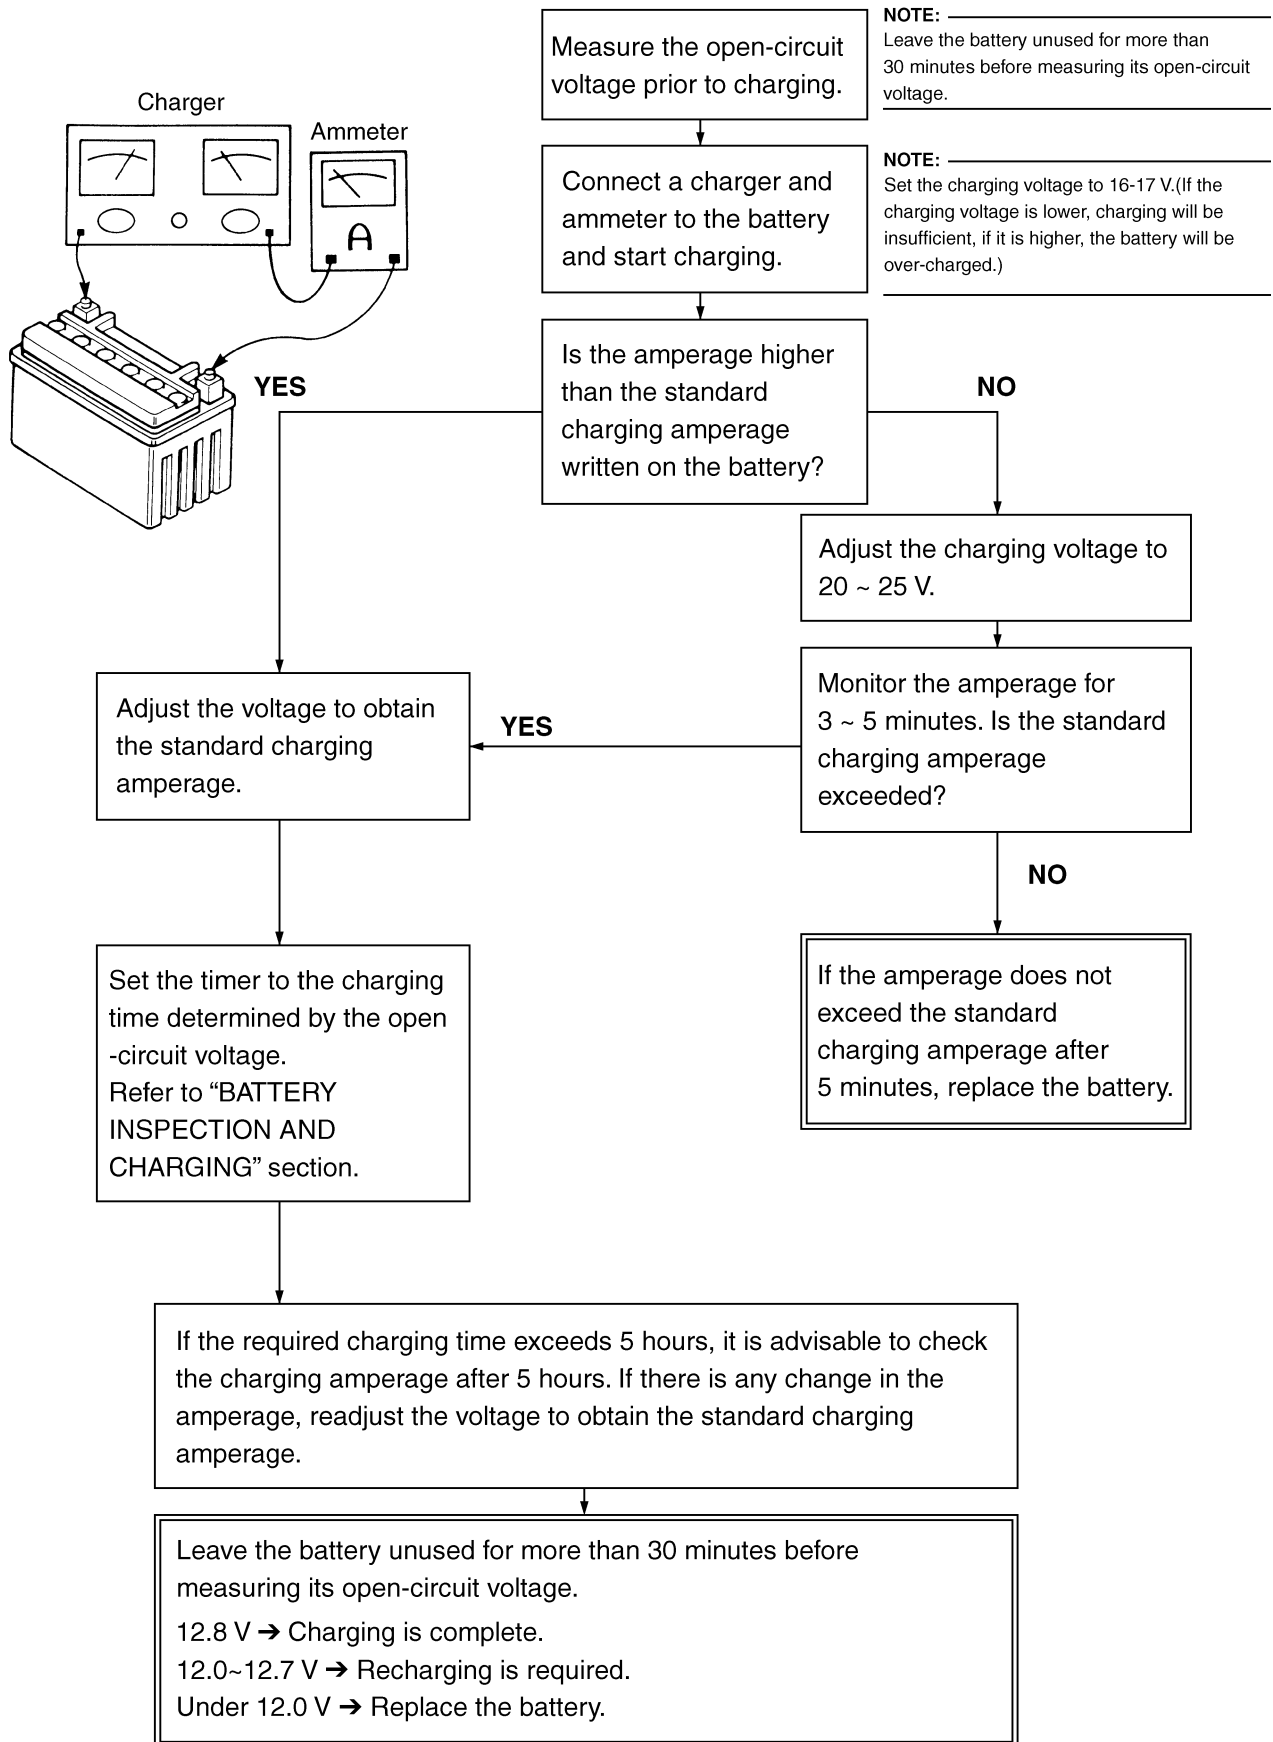 Measure the open-circuit
voltage prior to charging.
NOTE:
Leave the battery unused for more than
30 minutes before measuring its open-circuit
voltage.
Charger
Ammeter
A
Connect a charger and
ammeter to the battery
and start charging.
NOTE:
Set the charging voltage to 16-17 V.(If the
charging voltage is lower, charging will be
insufficient, if it is higher, the battery will be
over-charged.)
Is the amperage higher
than the standard
charging amperage
written on the battery?
YES
NO
Adjust the charging voltage to
20 ~ 25 V.
Monitor the amperage for
3 ~ 5 minutes. Is the standard
charging amperage
exceeded?
YES
Adjust the voltage to obtain
the standard charging
amperage.
NO
If the amperage does not
exceed the standard
charging amperage after
5 minutes, replace the battery.
Set the timer to the charging
time determined by the open
-circuit voltage.
Refer to “BATTERY
INSPECTION AND
CHARGING” section.
If the required charging time exceeds 5 hours, it is advisable to check
the charging amperage after 5 hours. If there is any change in the
amperage, readjust the voltage to obtain the standard charging
amperage.
Leave the battery unused for more than 30 minutes before
measuring its open-circuit voltage.
12.8 V ➔ Charging is complete.
12.0~12.7 V ➔ Recharging is required.
Under 12.0 V ➔ Replace the battery.